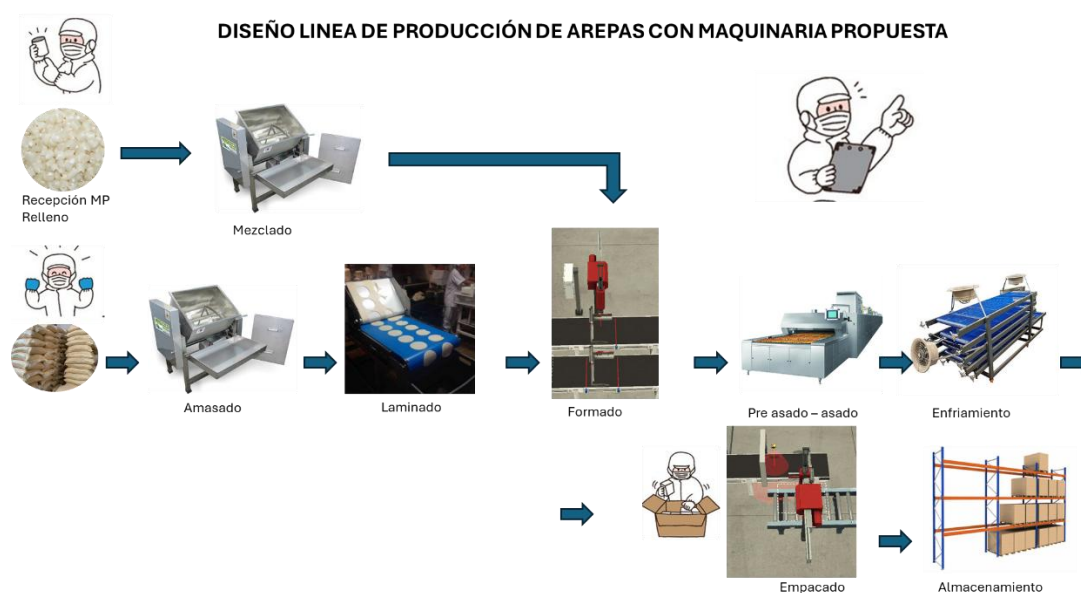 DISEÑO LINEA DE PRODUCCIÓN DE AREPAS CON MAQUINARIA PROPUESTA
Recepción MP
Relleno
Mezclado
Amasado
Laminado
Formado
Pre asado – asado
Enfriamiento
Empacado
Almacenamiento